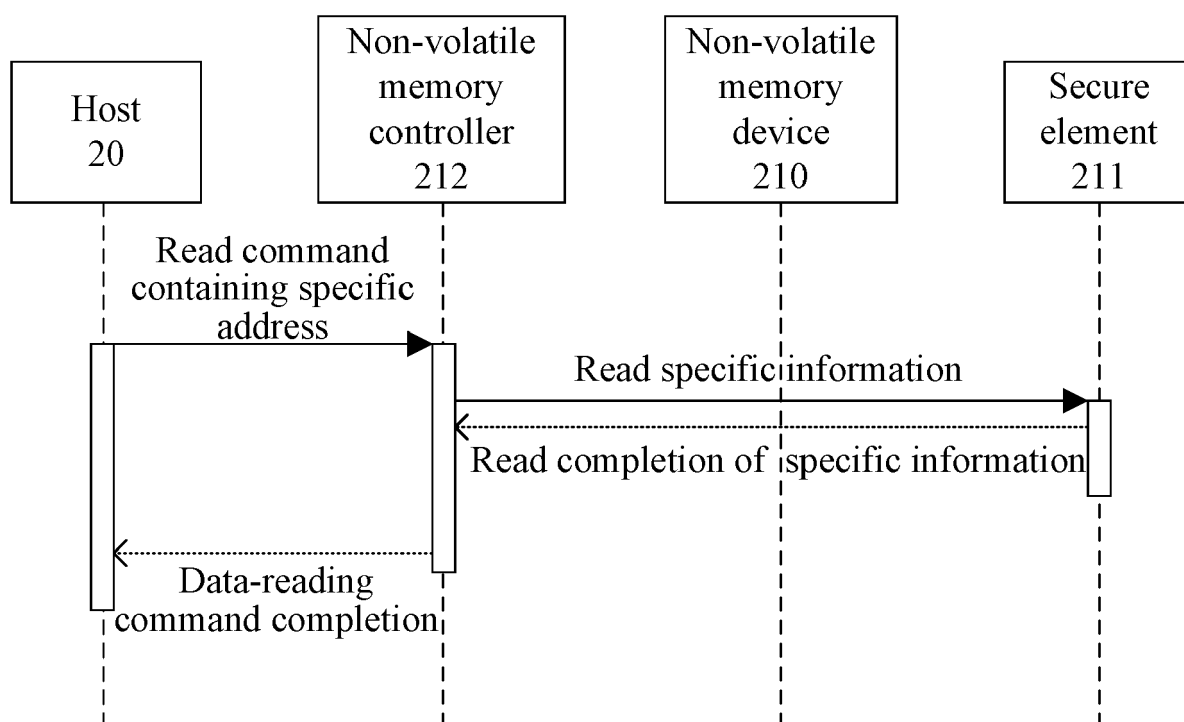 Host
20
Non-volatile
memory
controller
212
Non-volatile
memory
device
210
Secure
element
211
Read command
containing specific
address
Read specific information
Read completion of specific information
Data-reading
command completion